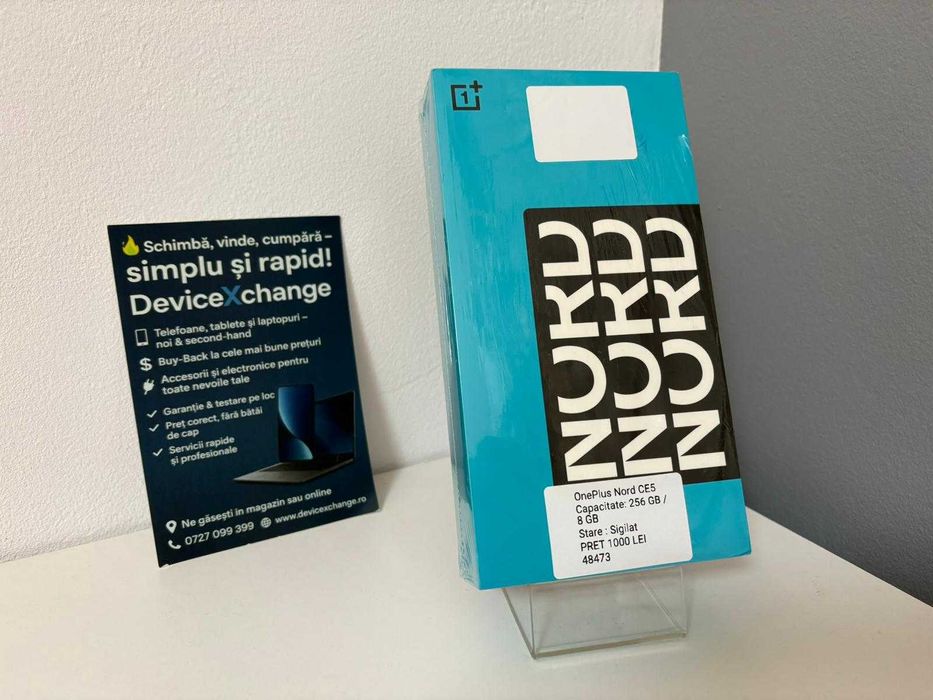 Schimbă, vinde, cumpără –
simplu și rapid!
DeviceXchange
Telefoane, tablete și laptopuri –
noi & second-hand
Buy-Back la cele mai bune prețuri
Accesorii și electronice pentru
toate nevoile tale
Garanție & testare pe loc
Preț corect, fără bătăi
de cap
Servicii rapide
și profesionale
Ne găsești in magazin sau online
0727 099 399 www.devicexchange.ro
1+
NORD
NORD
NORD
OnePlus Nord CE5
Capacitate: 256 GB /
8 GB
Stare : Sigilat
PRET 1000 LEI
48473